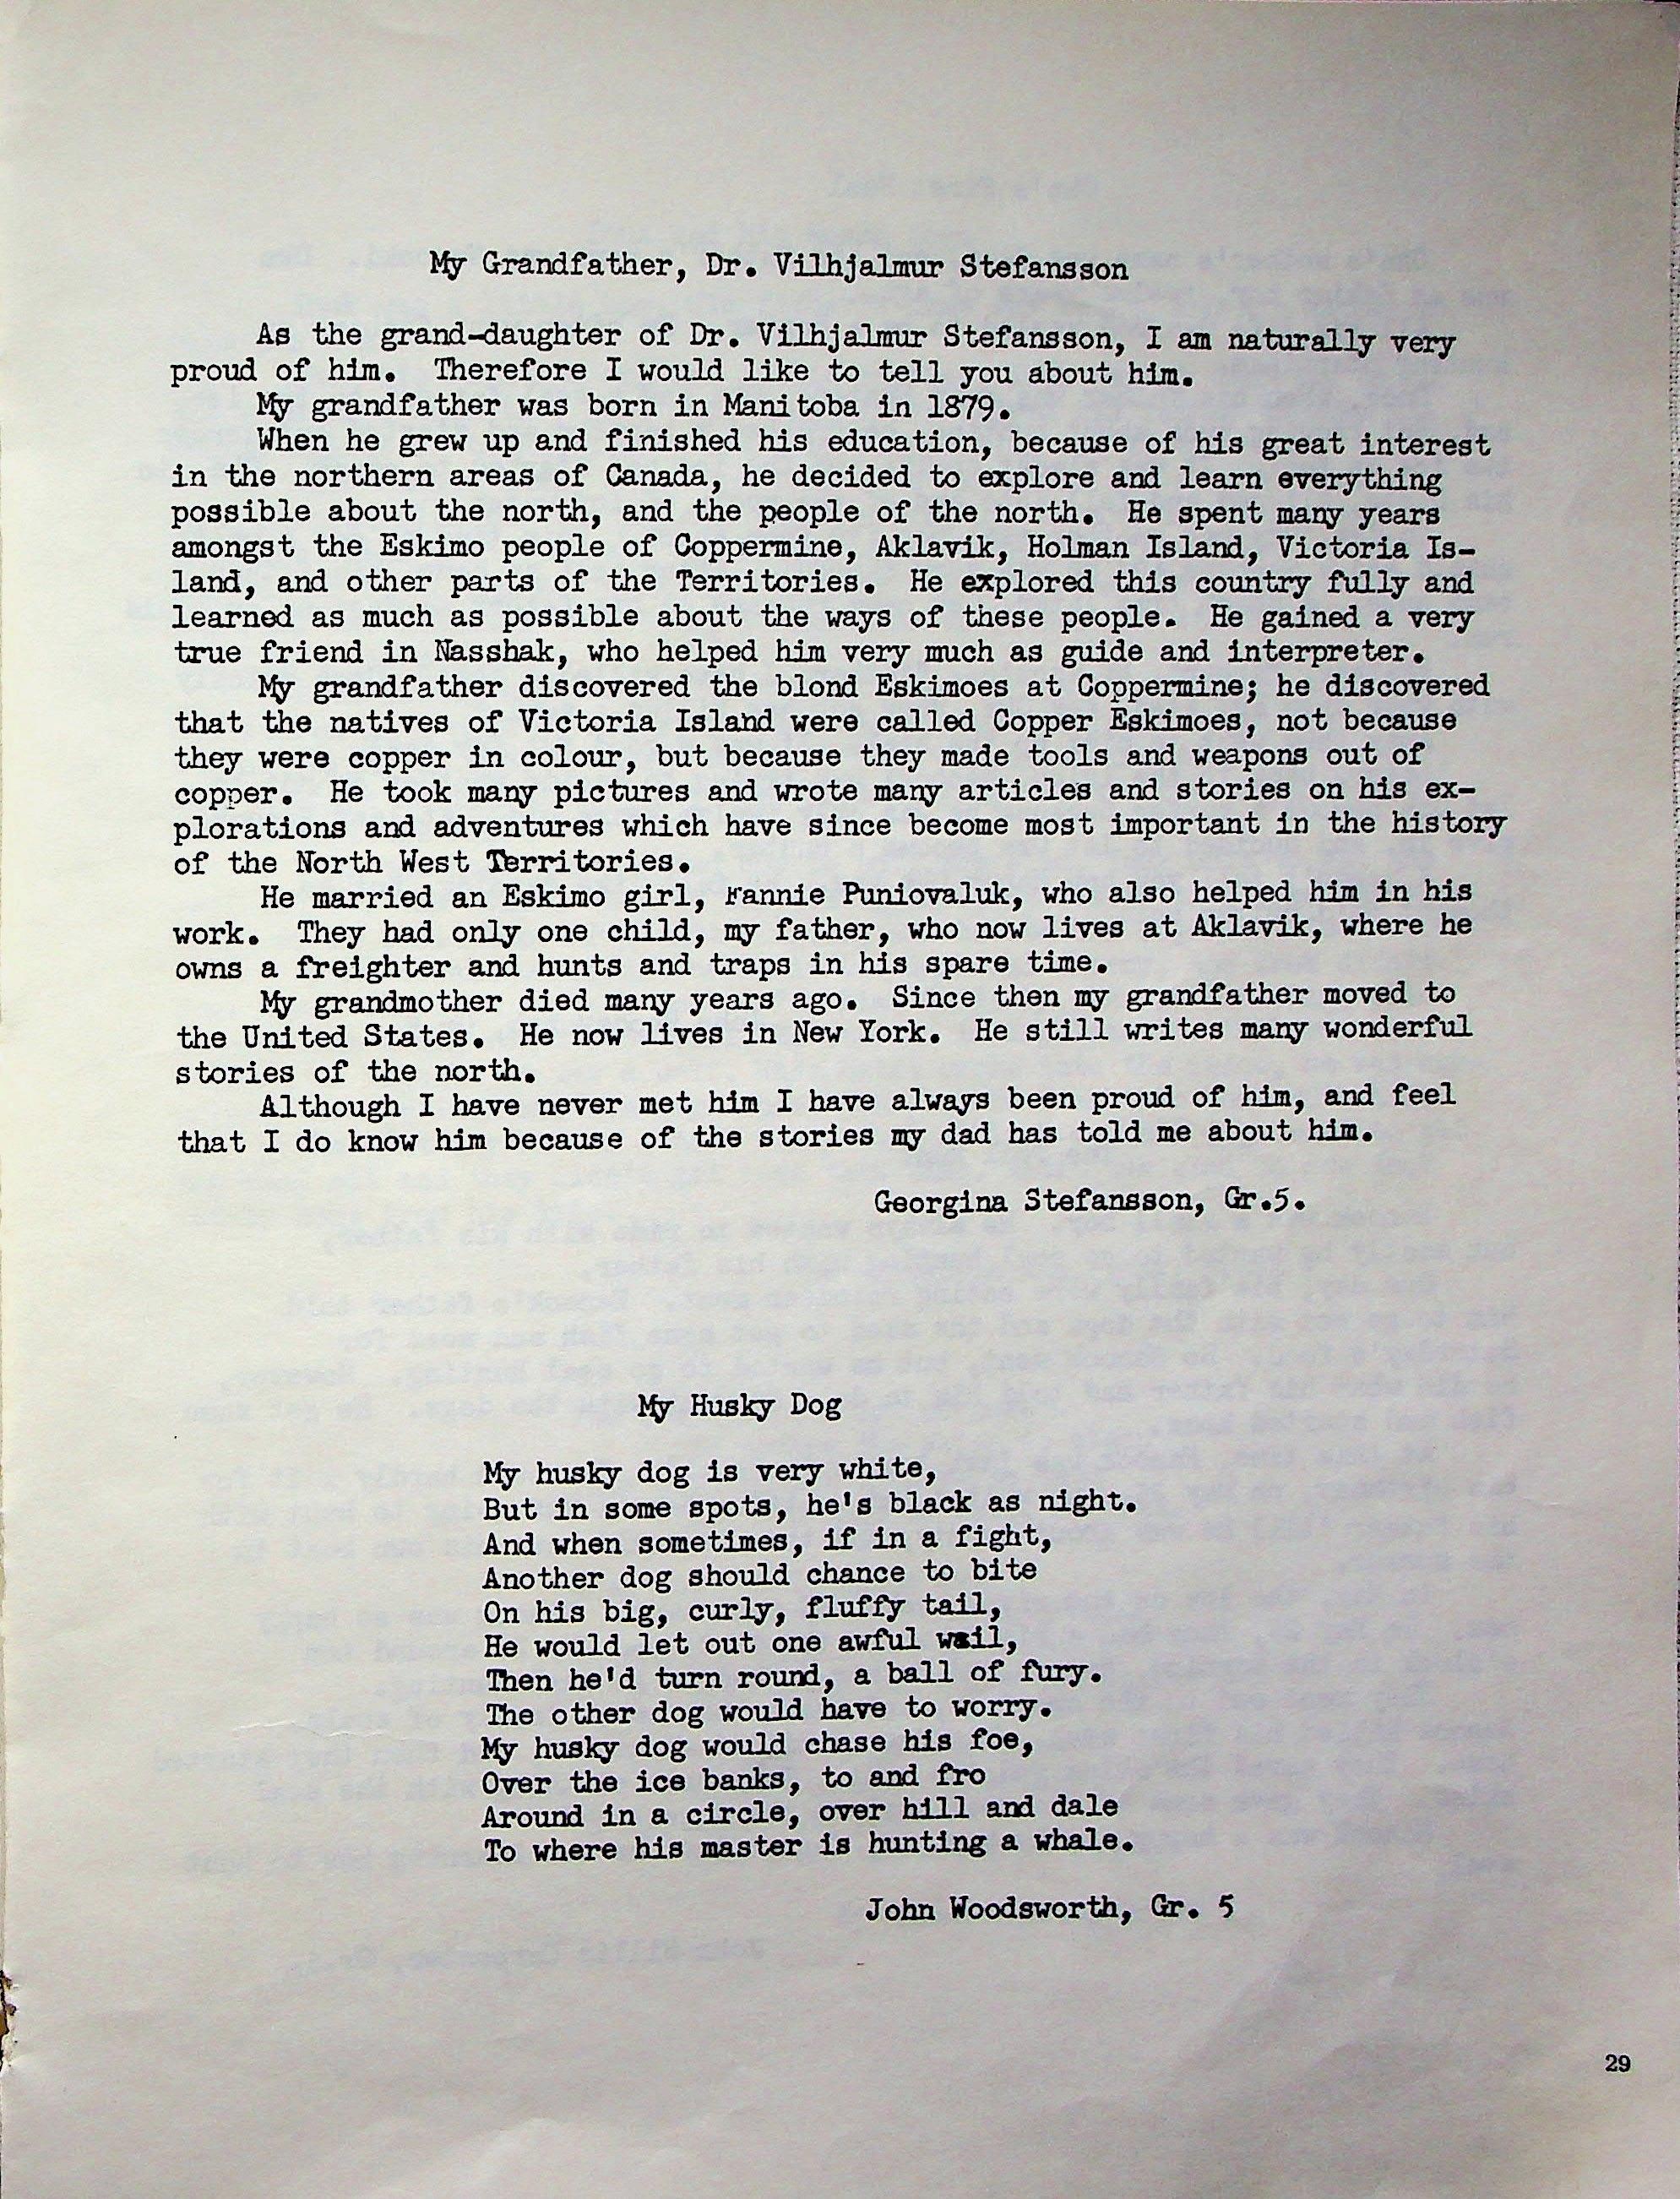 My Grandfather, Dr. Vilhjalmur Stefansson
As the grand-daughter of Dr. Vilhjalmur Stefansson, I am naturally very
proud of him. Therefore I would like to tell you about him.
My grandfather was born in Manitoba in 1879.
When he grew up and finished his education, because of his great interest
in the northern areas of Canada, he decided to explore and learn everything
possible about the north, and the people of the north. He spent many years
amongst the Eskimo people of Coppermine, Aklavik, Holman Island, Victoria Is-
land, and other parts of the Territories. He explored this country fully and
learned as much as possible about the ways of these people. He gained a very
true friend in Nasshak, who helped him very much as guide and interpreter.
My grandfather discovered the blond Eskimoes at Coppermine; he discovered
that the natives of Victoria Island were called Copper Eskimoes, not because
they were copper in colour, but because they made tools and weapons out of
copper. He took many pictures and wrote many articles and stories on his ex-
plorations and adventures which have since become most important in the history
of the North West Territories.
He married an Eskimo girl, Fannie Puniovaluk, who also helped him in his
work. They had only one child, my father, who now lives at Aklavik, where he
owns a freighter and hunts and traps in his spare time.
My grandmother died many years ago. Since then my grandfather moved to
the United States. He now lives in New York. He still writes many wonderful
stories of the north.
Although I have never met him I have always been proud of him, and feel
that I do know him because of the stories my dad has told me about him.
Georgina Stefansson, Gr.5.
My Husky Dog
My husky dog is very white,
But in some spots, he's black as night.
And when sometimes, if in a fight,
Another dog should chance to bite
On his big, curly, fluffy tail,
He would let out one awful wail,
Then he'd turn round, a ball of fury.
The other dog would have to worry.
My husky dog would chase his foe,
Over the ice banks, to and fro
Around in a circle, over hill and dale
To where his master is hunting a whale.
John Woodsworth, Gr. 5
29